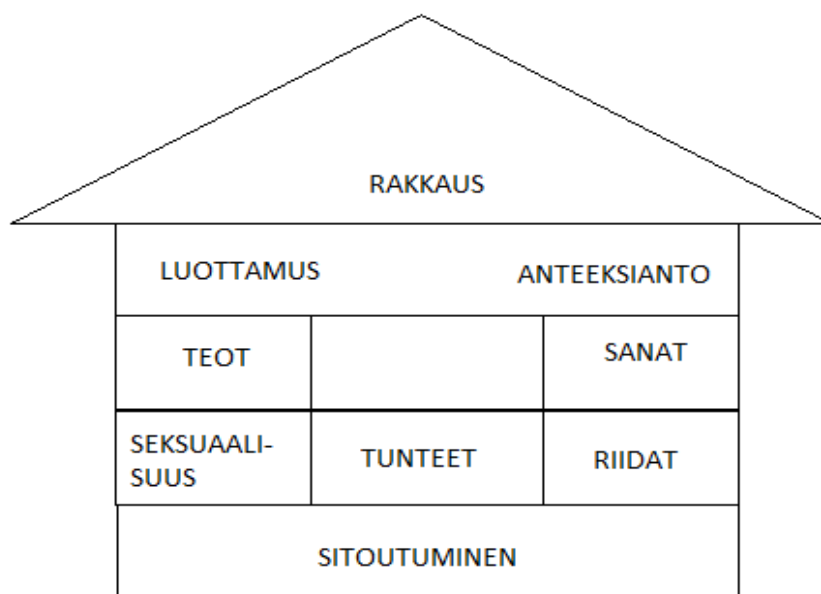 RAKKAUS
LUOTTAMUS
ANTEEKSIANTO
TEOT
SANAT
SEKSUAALI-
SUUS
TUNTEET
RIIDAT
SITOUTUMINEN